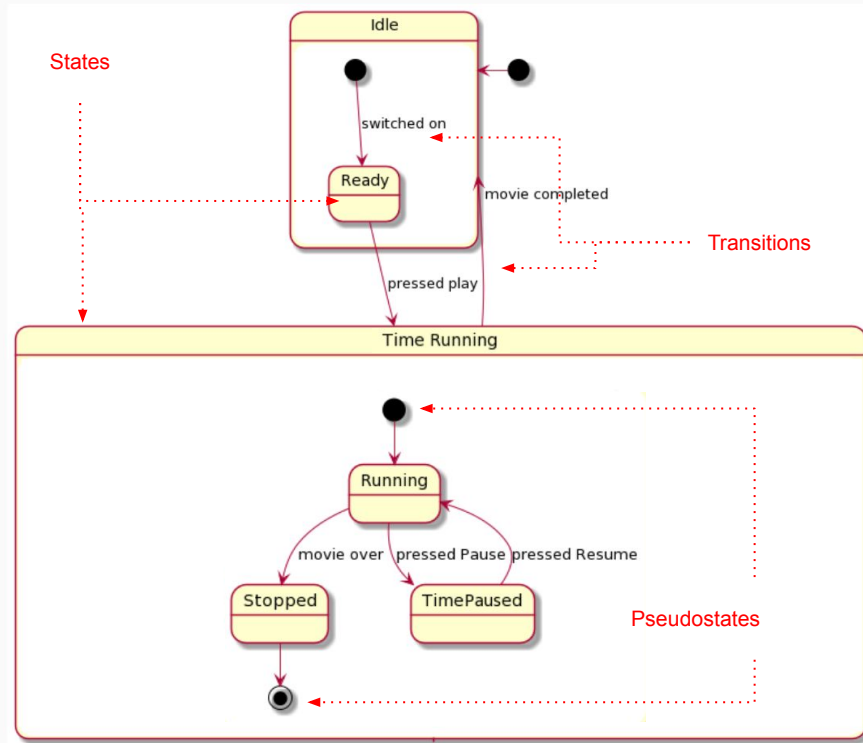 Idle
States
switched on
Ready
movie completed
Transitions
pressed play
Time Running
Running
movie over
pressed Pause
pressed Resume
Stopped
TimePaused
Pseudostates